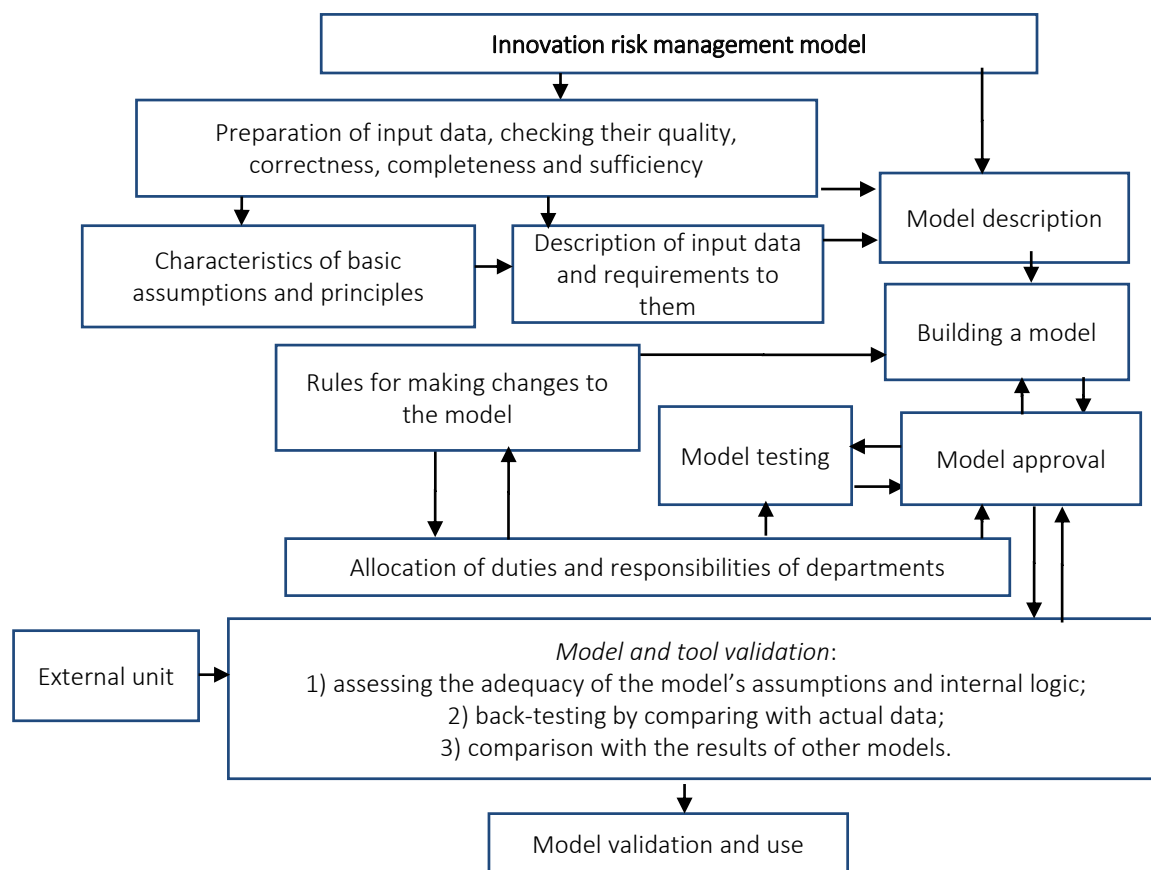 Innovation risk management model
Preparation of input data, checking their quality,
correctness, completeness and sufficiency
Model description
Characteristics of basic
assumptions and principles
Description of input data
and requirements to
them
Building a model
Rules for making changes to
the model
Model testing
Model approval
Allocation of duties and responsibilities of departments
External unit
Model and tool validation:
1) assessing the adequacy of the model’s assumptions and internal logic;
2) back-testing by comparing with actual data;
3) comparison with the results of other models.
Model validation and use